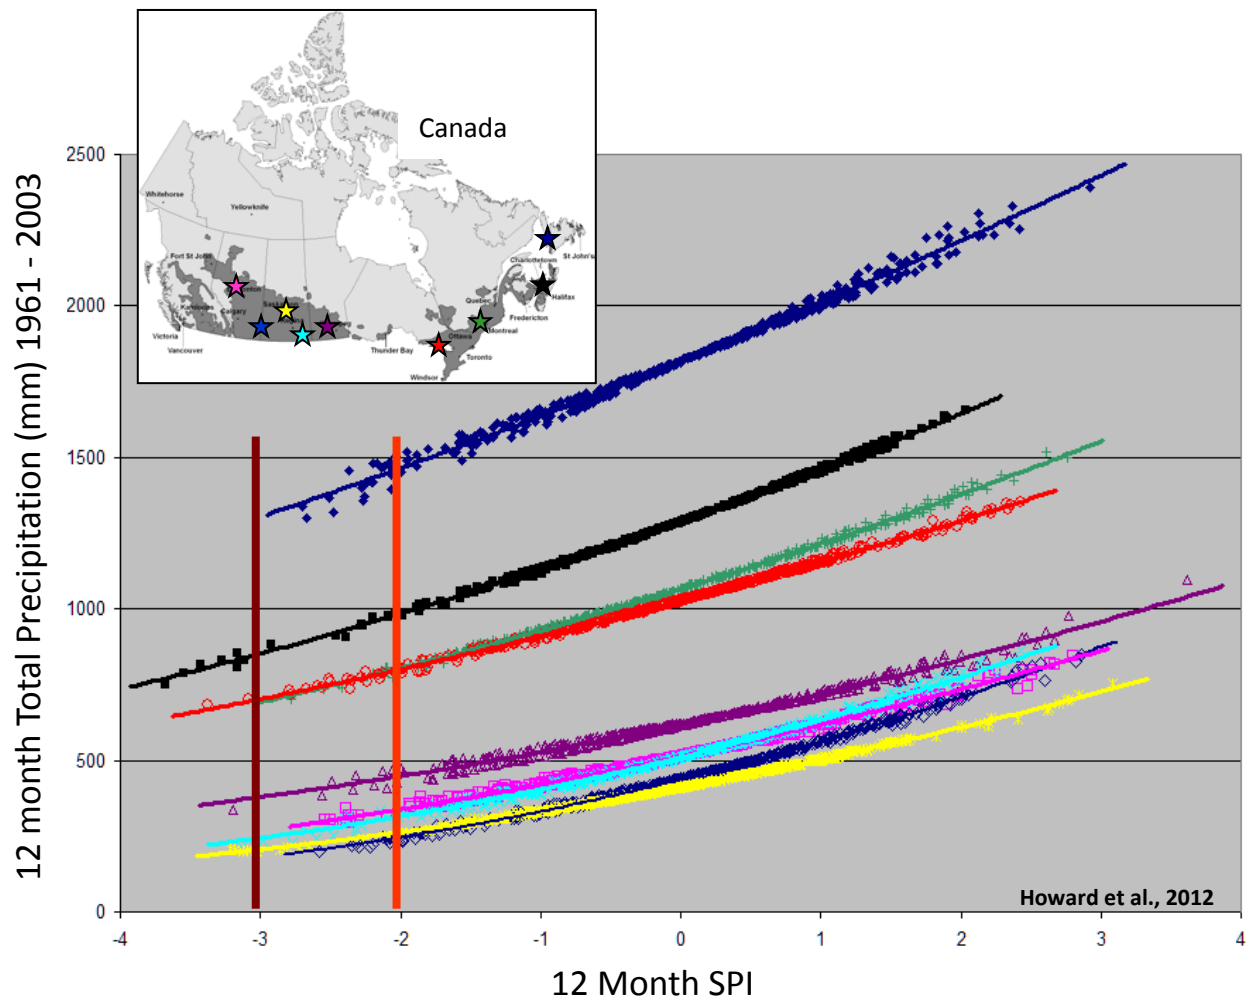 Canada
Whitehorse
Yellowknife
Fort St John
Calgary
Victoria
Vancouver
Thunder Bay
Windsor
Toronto
Ottawa
Montreal
Quebec
Fredericton
Halifax
Charlottetown
St John's
12 month Total Precipitation (mm) 1961 - 2003
2500
2000
1500
1000
500
0
-4 -3 -2 -1 0 1 2 3 4
12 Month SPI
Howard et al., 2012